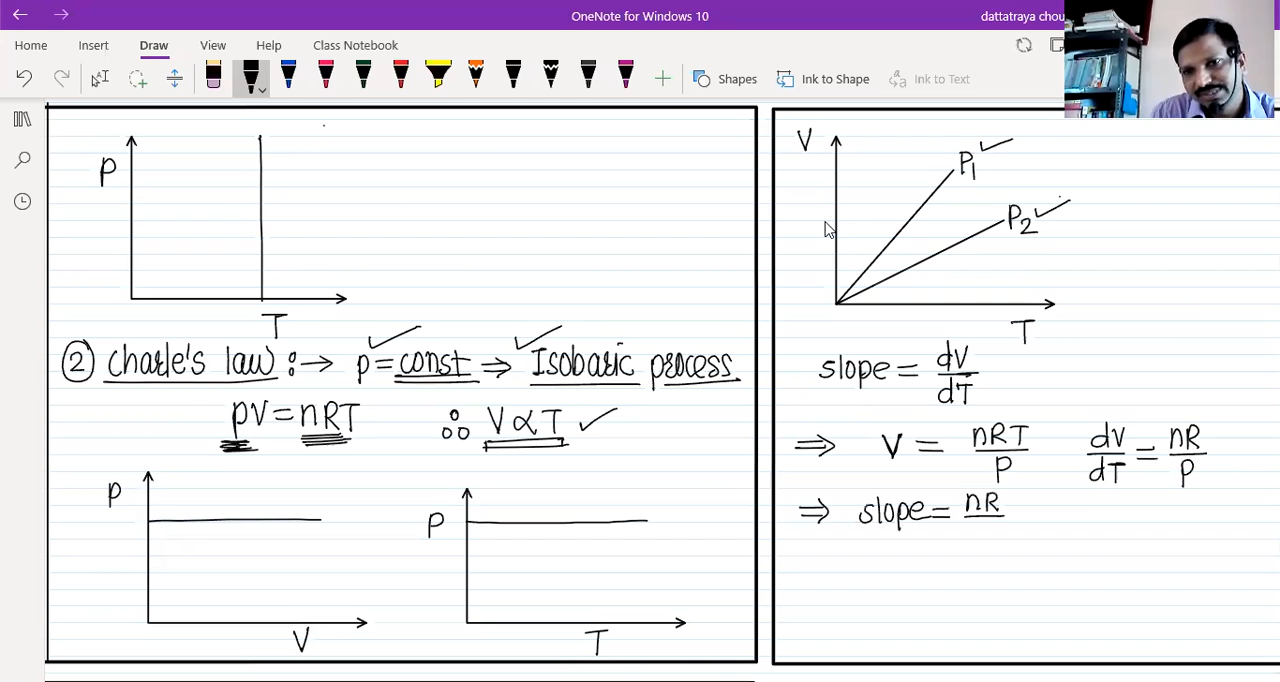 OneNote for Windows 10
dattatraya chou
Home Insert Draw View Help Class Notebook
Shapes Ink to Shape Ink to Text
P
T
② Charle's law :→ p = const ⇒ Isobaric process
pV = nRT ∴ V ∝ T
P
V
P
T
V
P1
P2
T
slope = dV/dT
⇒ V = nRT/P dV/dT = nR/P
⇒ slope = nR